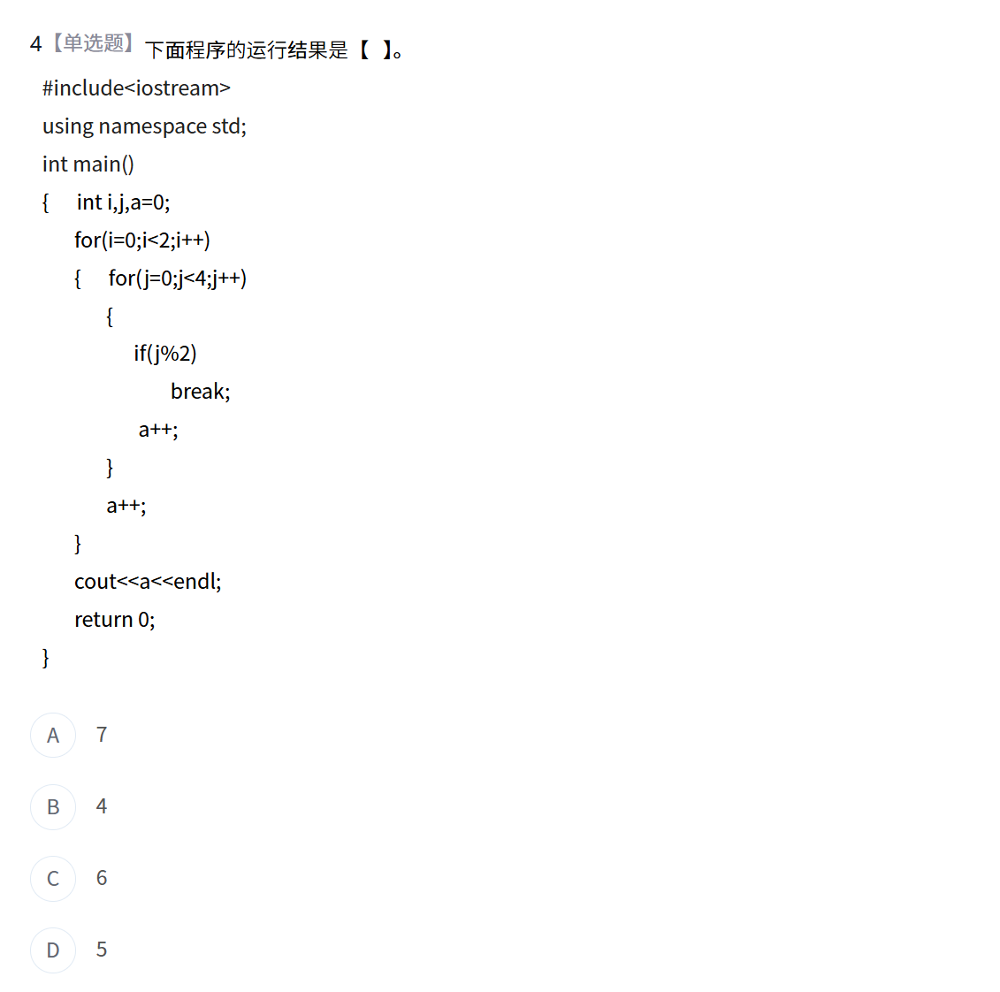 4【单选题】下面程序的运行结果是【 】。
#include<iostream>
using namespace std;
int main()
{ int i,j,a=0;
for(i=0;i<2;i++)
{ for(j=0;j<4;j++)
{
if(j%2)
break;
a++;
}
a++;
}
cout<<a<<endl;
return 0;
}
A 7
B 4
C 6
D 5